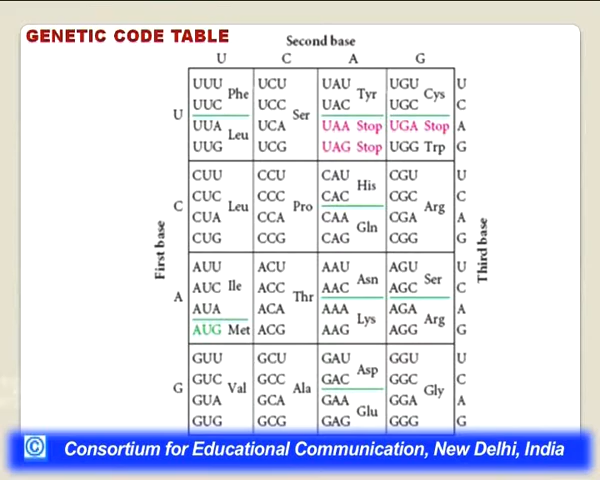 GENETIC CODE TABLE
Second base
U C A G
UUU UCU UAU UGU U
Phe Tyr Cys
UUC UCC UAC UGC C
U Ser
UUA UCA UAA Stop UGA Stop A
Leu
UUG UCG UAG Stop UGG Trp G
CUU CCU CAU CGU U
His
CUC CCC CAC CGC C
C Leu Pro Arg
CUA CCA CAA CGA A
Gln
CUG CCG CAG CGG G
First base
Third base
AUU ACU AAU AGU U
AUC Ile ACC Asn AAC Ser AGC C
A Thr
AUA ACA AAA AGA A
Lys Arg
AUG Met ACG AAG AGG G
GUU GCU GAU GGU U
Asp
GUC GCC GAC GGC C
G Val Ala Gly
GUA GCA GAA GGA A
Glu
GUG GCG GAG GGG G
© Consortium for Educational Communication, New Delhi, India